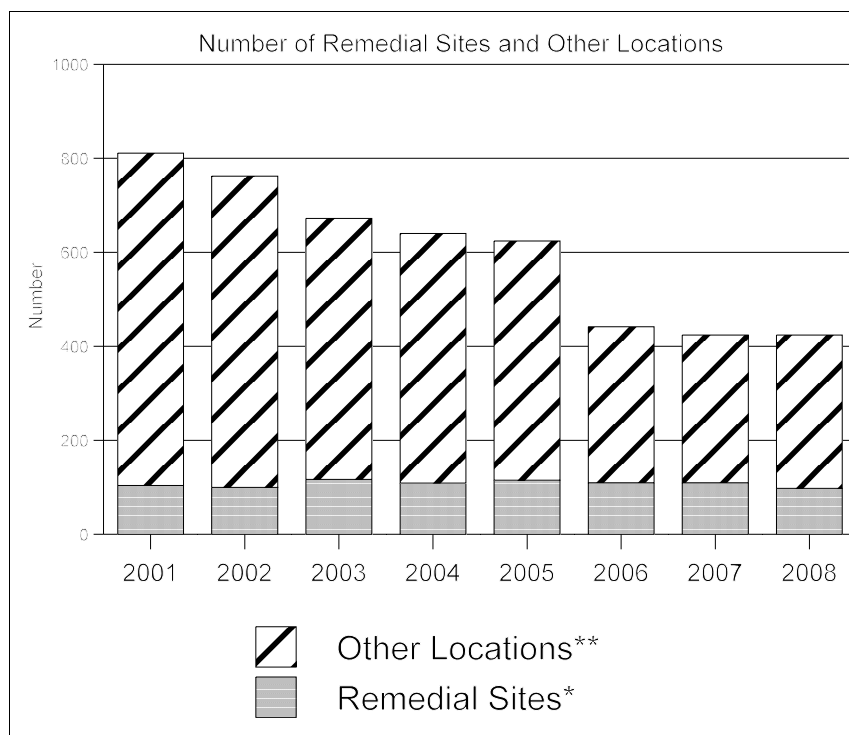 Number of Remedial Sites and Other Locations
1000
800
600
400
200
0
Number
2001 2002 2003 2004 2005 2006 2007 2008
Other Locations**
Remedial Sites*